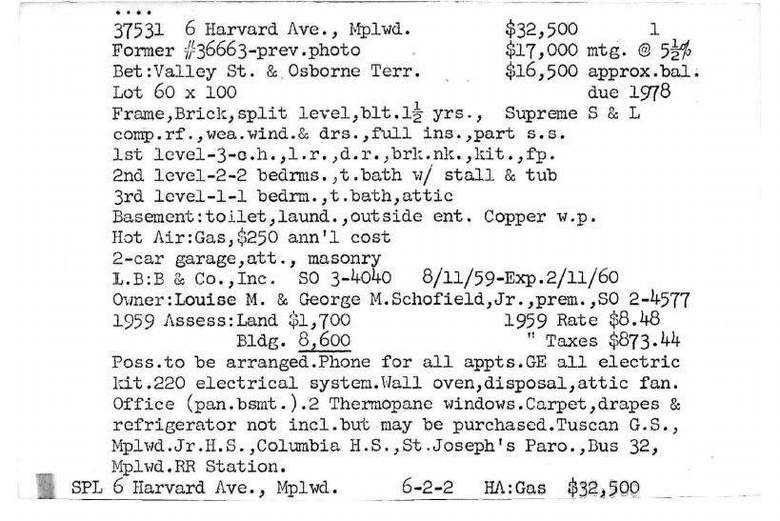 ....
37531 6 Harvard Ave., Mplwd. $32,500 1
Former #36663-prev.photo $17,000 mtg. @ 5½%
Bet:Valley St. & Osborne Terr. $16,500 approx.bal.
Lot 60 x 100 due 1978
Frame,Brick,split level,blt.1½ yrs., Supreme S & L
comp.rf.,wea.wind.& drs.,full ins.,part s.s.
1st level-3-c.h.,l.r.,d.r.,brk.nk.,kit.,fp.
2nd level-2-2 bedrms.,t.bath w/ stall & tub
3rd level-1-1 bedrm.,t.bath,attic
Basement:toilet,laund.,outside ent. Copper w.p.
Hot Air:Gas,$250 ann'l cost
2-car garage,att., masonry
L.B:B & Co.,Inc. SO 3-4040 8/11/59-Exp.2/11/60
Owner:Louise M. & George M.Schofield,Jr.,prem.,SO 2-4577
1959 Assess:Land $1,700 1959 Rate $8.48
Bldg. 8,600 " Taxes $873.44
Poss.to be arranged.Phone for all appts.GE all electric
kit.220 electrical system.Wall oven,disposal,attic fan.
Office (pan.bsmt.).2 Thermopane windows.Carpet,drapes &
refrigerator not incl.but may be purchased.Tuscan G.S.,
Mplwd.Jr.H.S.,Columbia H.S.,St.Joseph's Paro.,Bus 32,
Mplwd.RR Station.
SPL 6 Harvard Ave., Mplwd. 6-2-2 HA:Gas $32,500